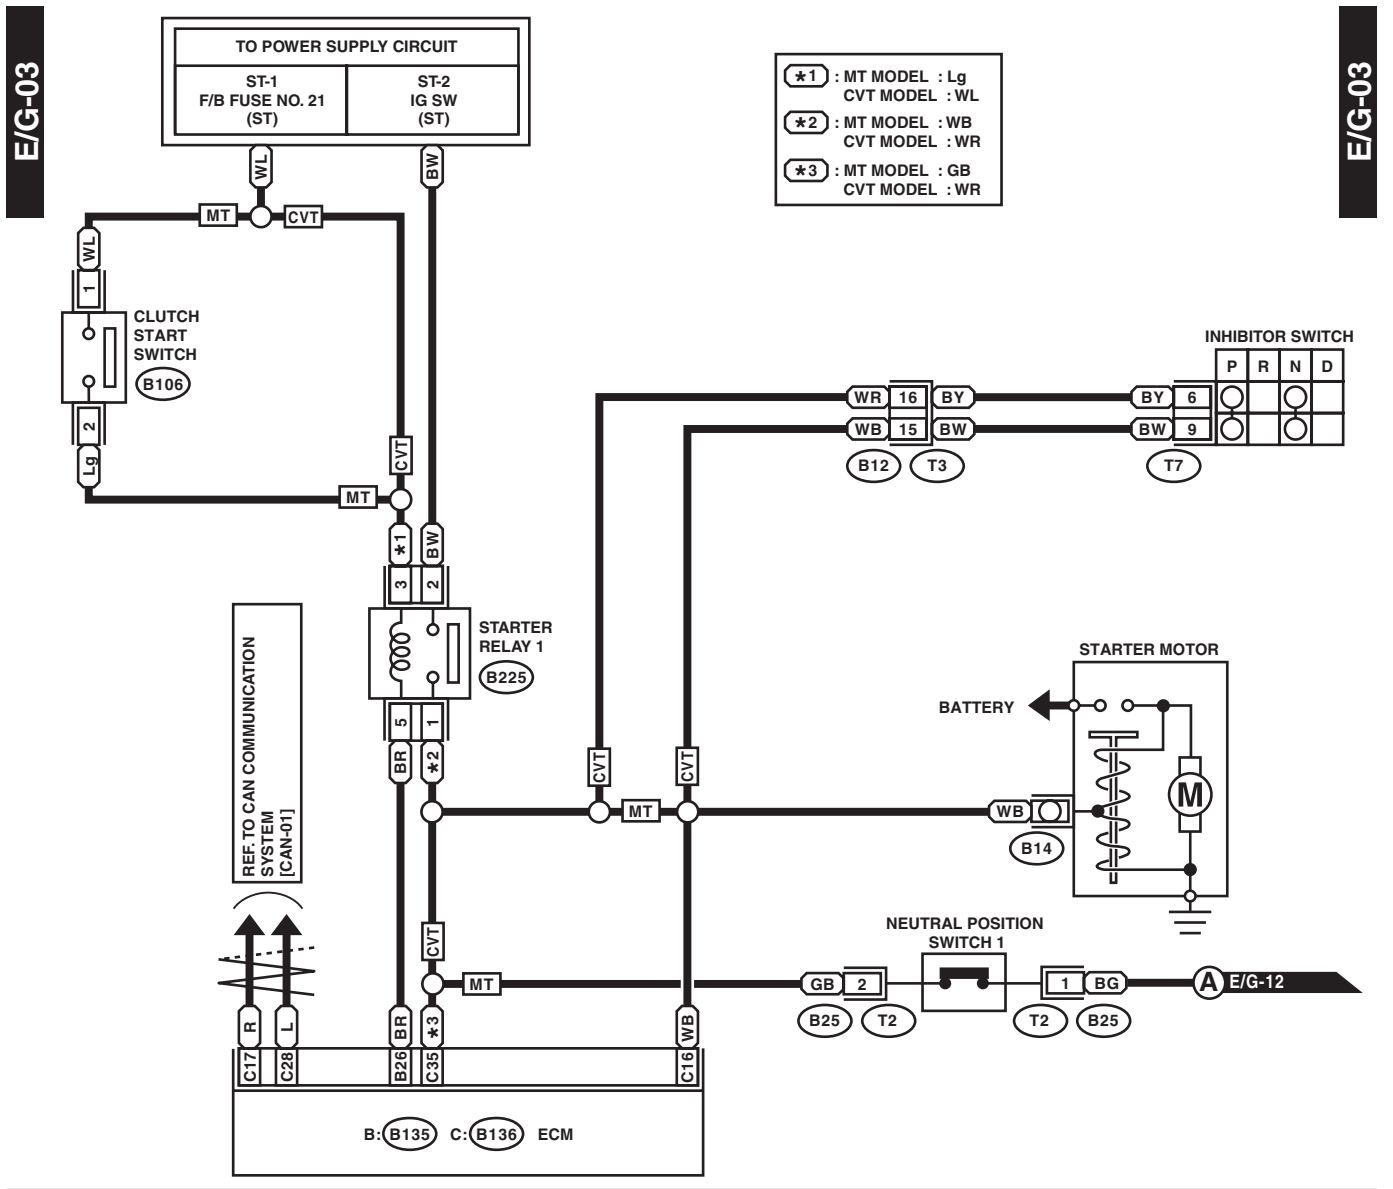 E/G-03
E/G-03
TO POWER SUPPLY CIRCUIT
ST-1
F/B FUSE NO. 21
(ST)
ST-2
IG SW
(ST)
*1 : MT MODEL : Lg
CVT MODEL : WL
*2 : MT MODEL : WB
CVT MODEL : WR
*3 : MT MODEL : GB
CVT MODEL : WR
WL
BW
MT
CVT
WL
1
CLUTCH
START
SWITCH
B106
2
Lg
MT
CVT
*1
BW
3
2
STARTER
RELAY 1
B225
5
1
BR
*2
INHIBITOR SWITCH
P R N D
WR 16 BY
BY 6
WB 15 BW
BW 9
B12
T3
T7
REF. TO CAN COMMUNICATION
SYSTEM
[CAN-01]
CVT
CVT
MT
STARTER MOTOR
BATTERY
M
WB
B14
CVT
MT
NEUTRAL POSITION
SWITCH 1
GB 2
1 BG
A E/G-12
B25
T2
T2
B25
R
L
BR
*3
WB
C17
C28
B26
C35
C16
B: B135 C: B136 ECM